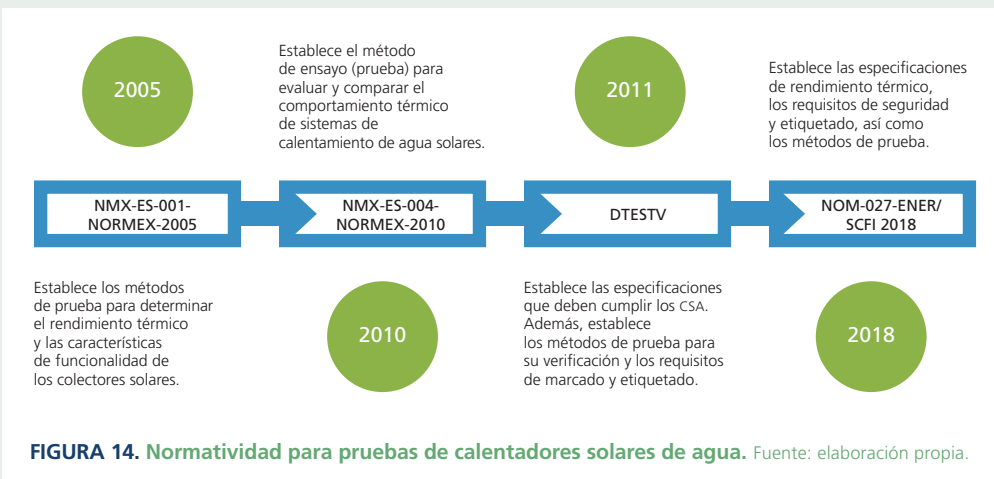 2005
Establece el método
de ensayo (prueba) para
evaluar y comparar el
comportamiento térmico
de sistemas de
calentamiento de agua solares.
2011
Establece las especificaciones
de rendimiento térmico,
los requisitos de seguridad
y etiquetado, así como
los métodos de prueba.
NMX-ES-001-
NORMEX-2005
NMX-ES-004-
NORMEX-2010
DTESTV
NOM-027-ENER/
SCFI 2018
Establece los métodos
de prueba para determinar
el rendimiento térmico
y las características
de funcionalidad de
los colectores solares.
2010
Establece las especificaciones
que deben cumplir los CSA.
Además, establece
los métodos de prueba para
su verificación y los requisitos
de marcado y etiquetado.
2018
FIGURA 14. Normatividad para pruebas de calentadores solares de agua. Fuente: elaboración propia.